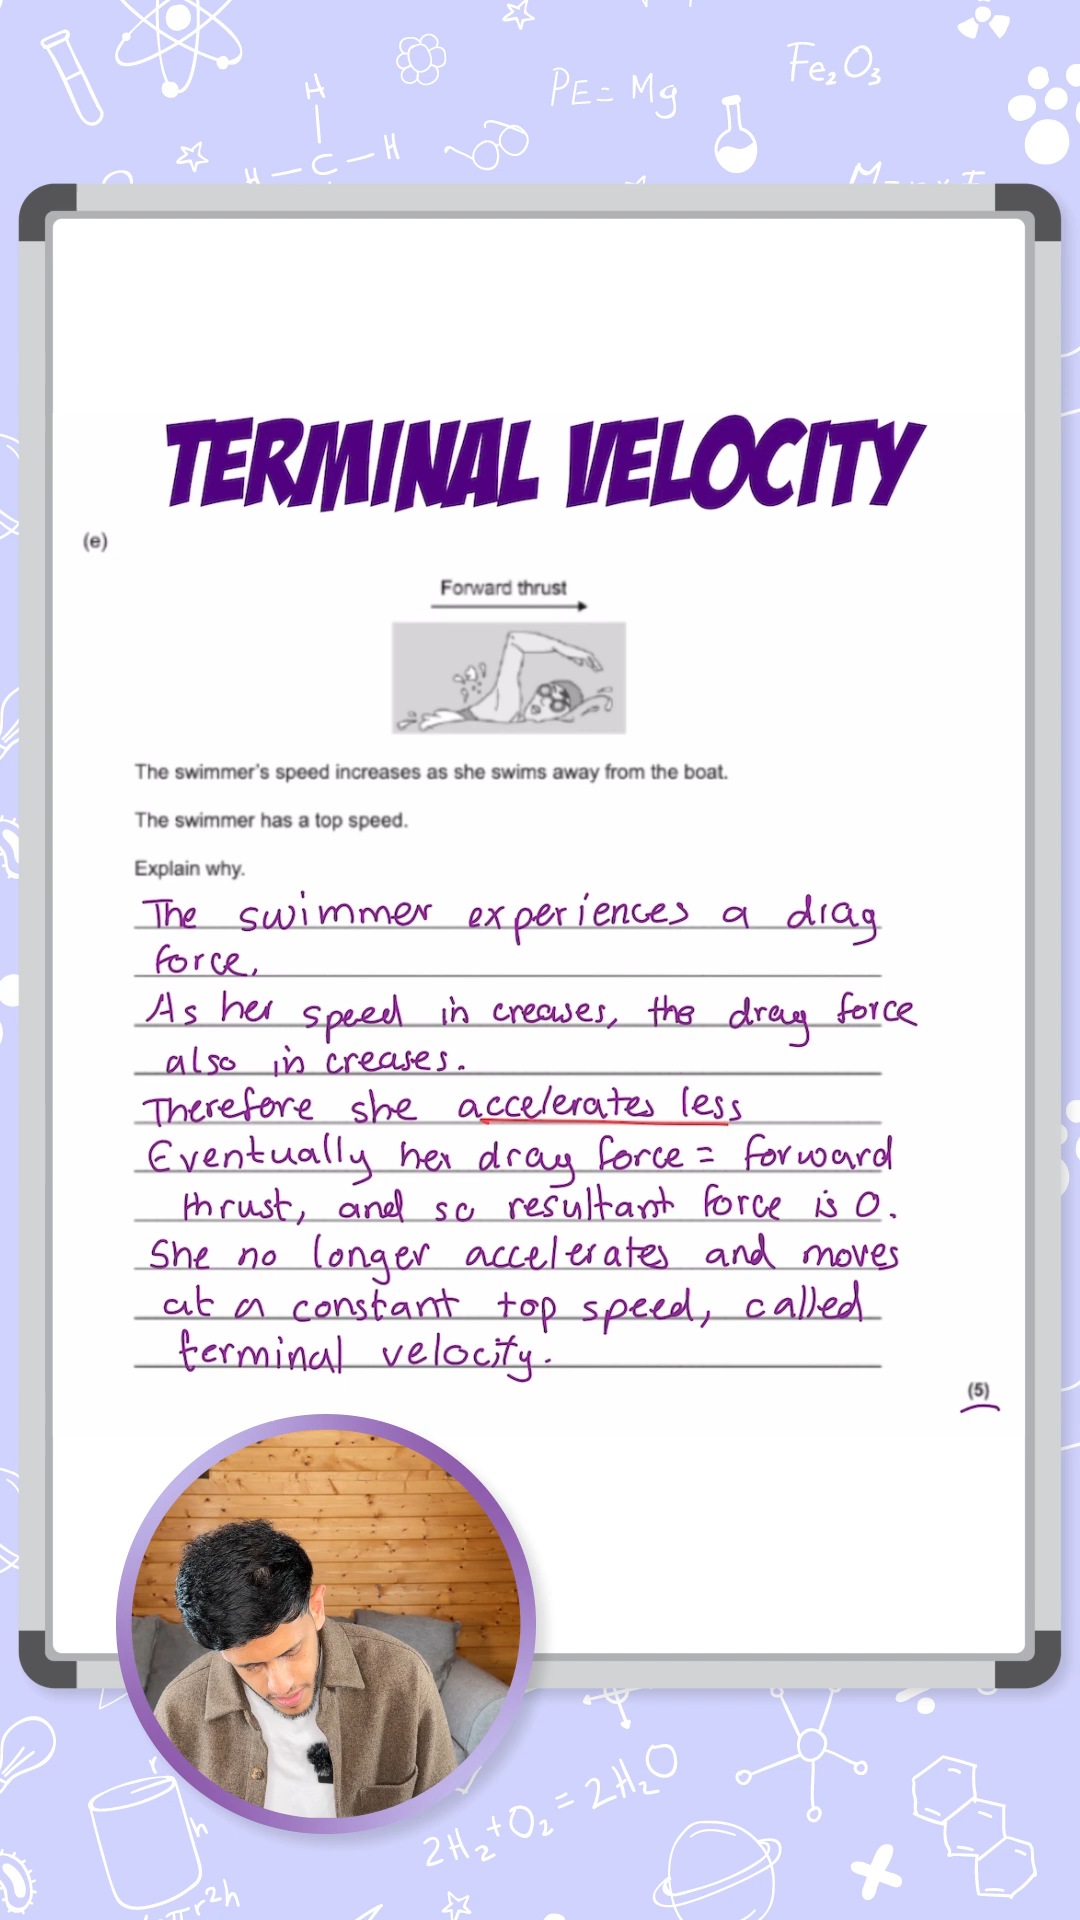 PE = Mg
Fe₂O₃
H
H — C — H
TERMINAL VELOCITY
(e)
Forward thrust
The swimmer's speed increases as she swims away from the boat.
The swimmer has a top speed.
Explain why.
The swimmer experiences a drag
force.
As her speed increases, the drag force
also increases.
Therefore she accelerates less
Eventually her drag force = forward
thrust, and so resultant force is 0.
She no longer accelerates and moves
at a constant top speed, called
terminal velocity.
(5)
2H₂+O₂=2H₂O
r
h
πr²h